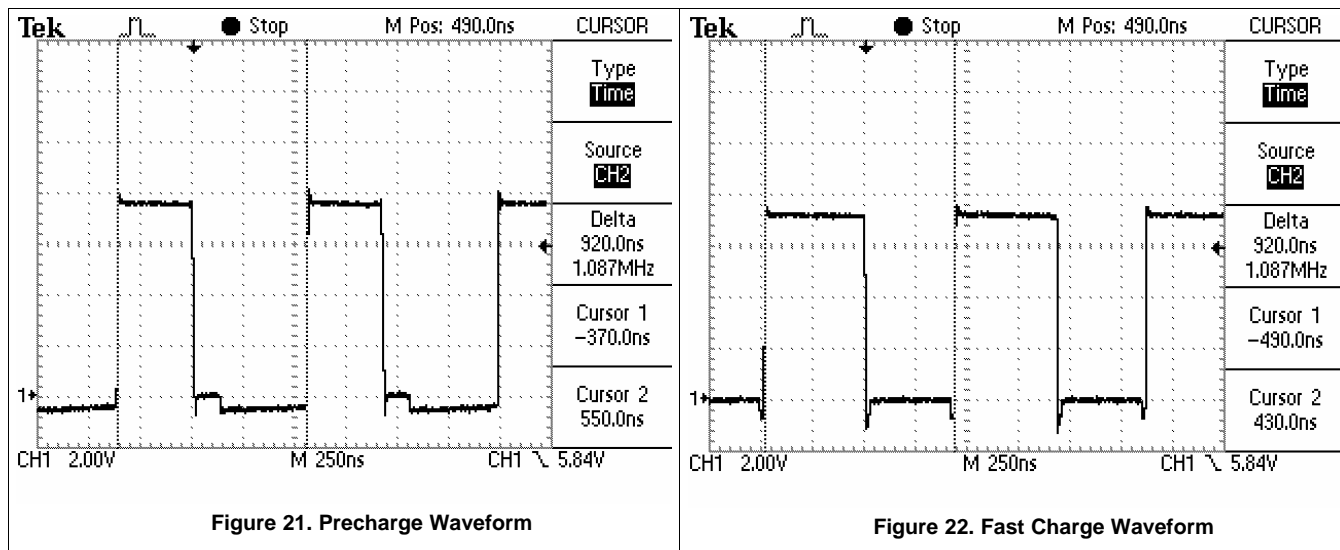 Tek Stop M Pos: 490.0ns CURSOR
Type
Time
Source
CH2
Delta
920.0ns
1.087MHz
Cursor 1
-370.0ns
Cursor 2
550.0ns
1
CH1 2.00V M 250ns CH1 5.84V
Figure 21. Precharge Waveform
Tek Stop M Pos: 490.0ns CURSOR
Type
Time
Source
CH2
Delta
920.0ns
1.087MHz
Cursor 1
-490.0ns
Cursor 2
430.0ns
1
CH1 2.00V M 250ns CH1 5.84V
Figure 22. Fast Charge Waveform